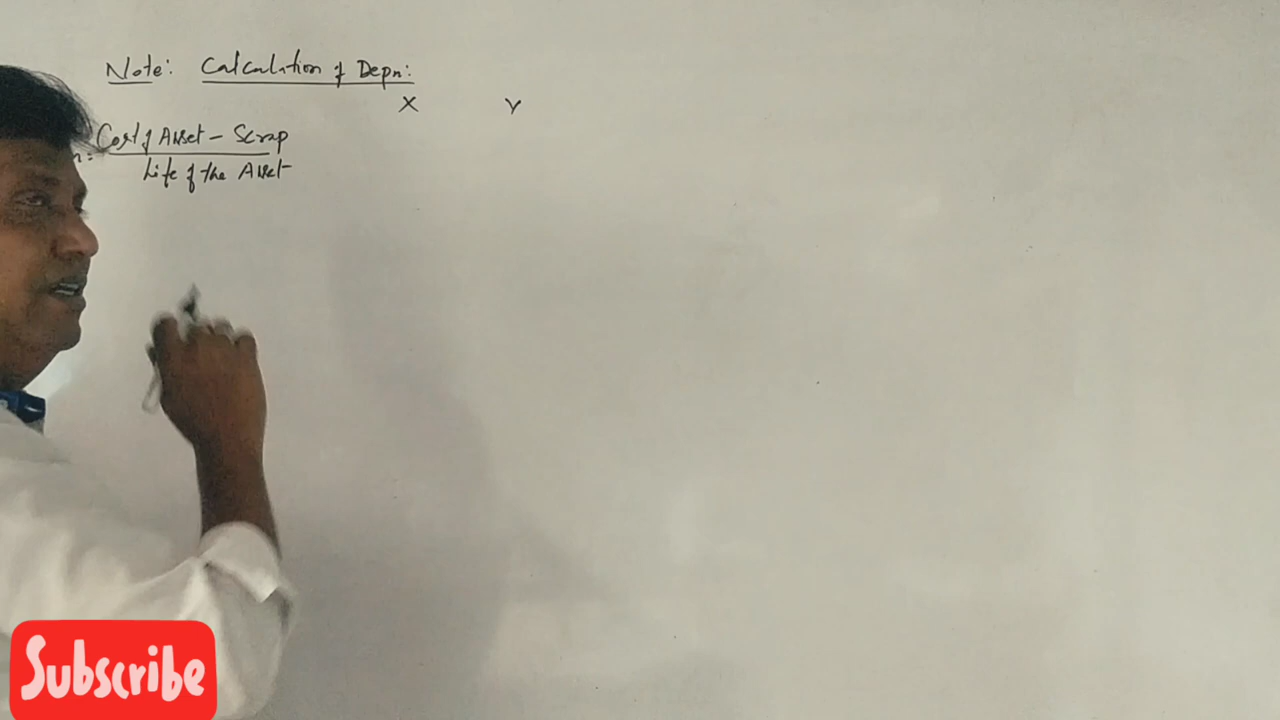 Note: Calculation of Depn:
X Y
n = Cost of Asset - Scrap
Life of the Asset
Subscribe